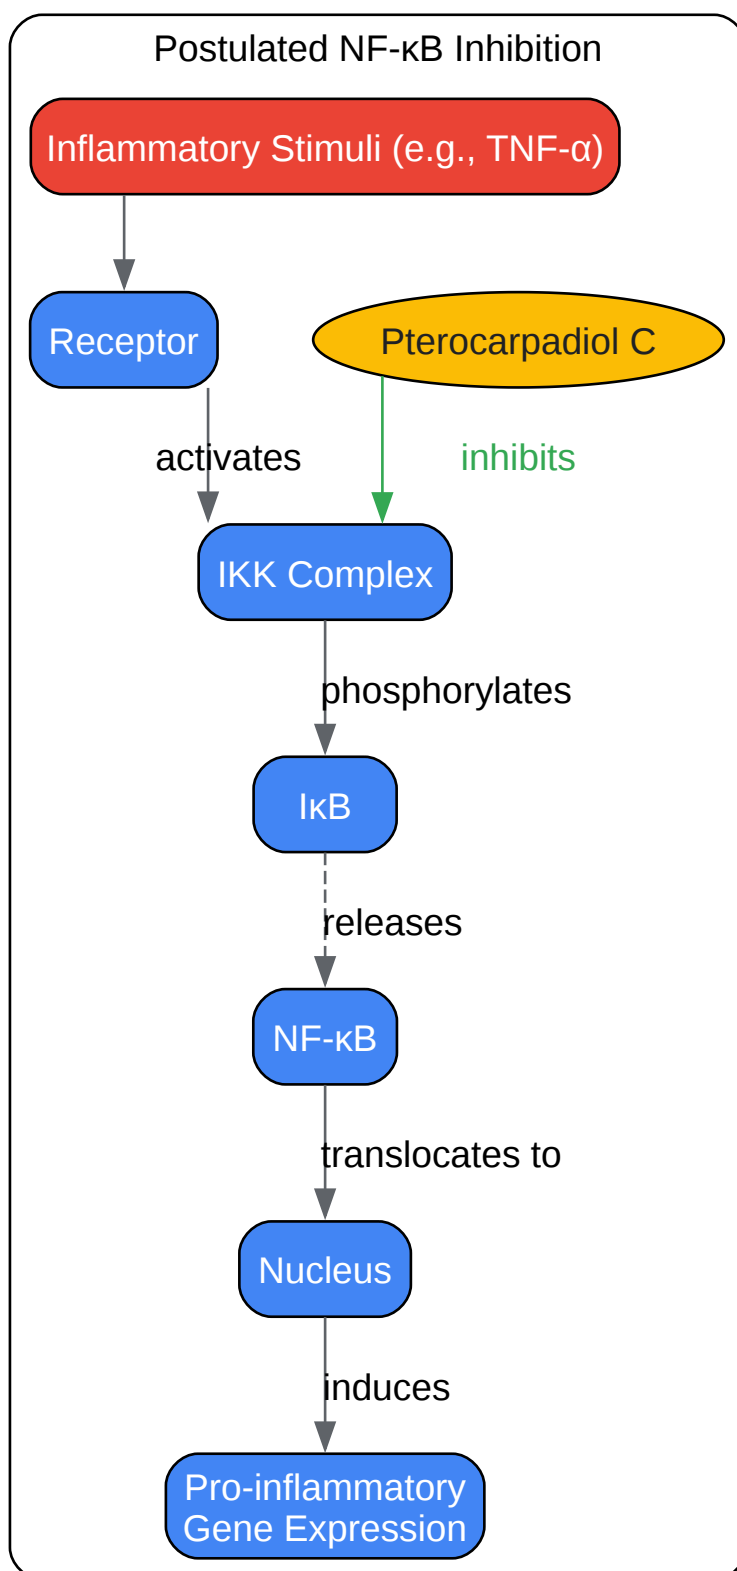 Postulated NF-κB Inhibition
Inflammatory Stimuli (e.g., TNF-α)
Receptor
Pterocarpadiol C
activates
inhibits
IKK Complex
phosphorylates
IκB
releases
NF-κB
translocates to
Nucleus
induces
Pro-inflammatory
Gene Expression